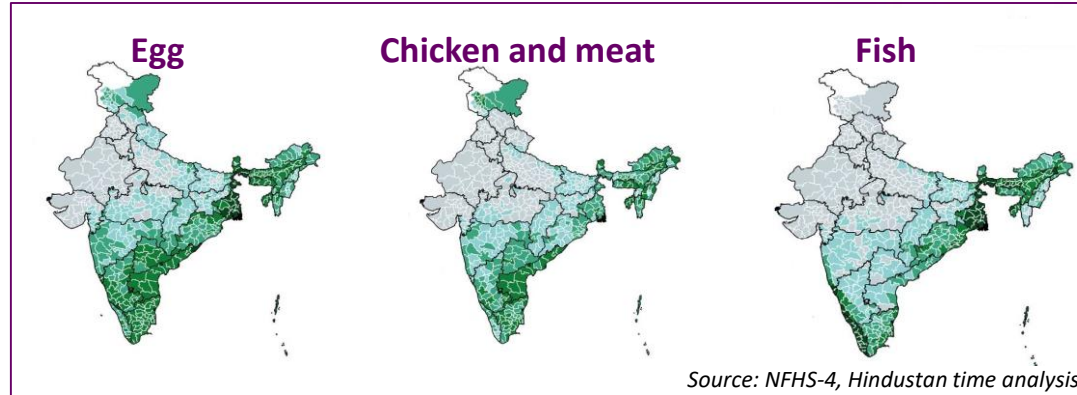 Egg
Chicken and meat
Fish
Source: NFHS-4, Hindustan time analysis